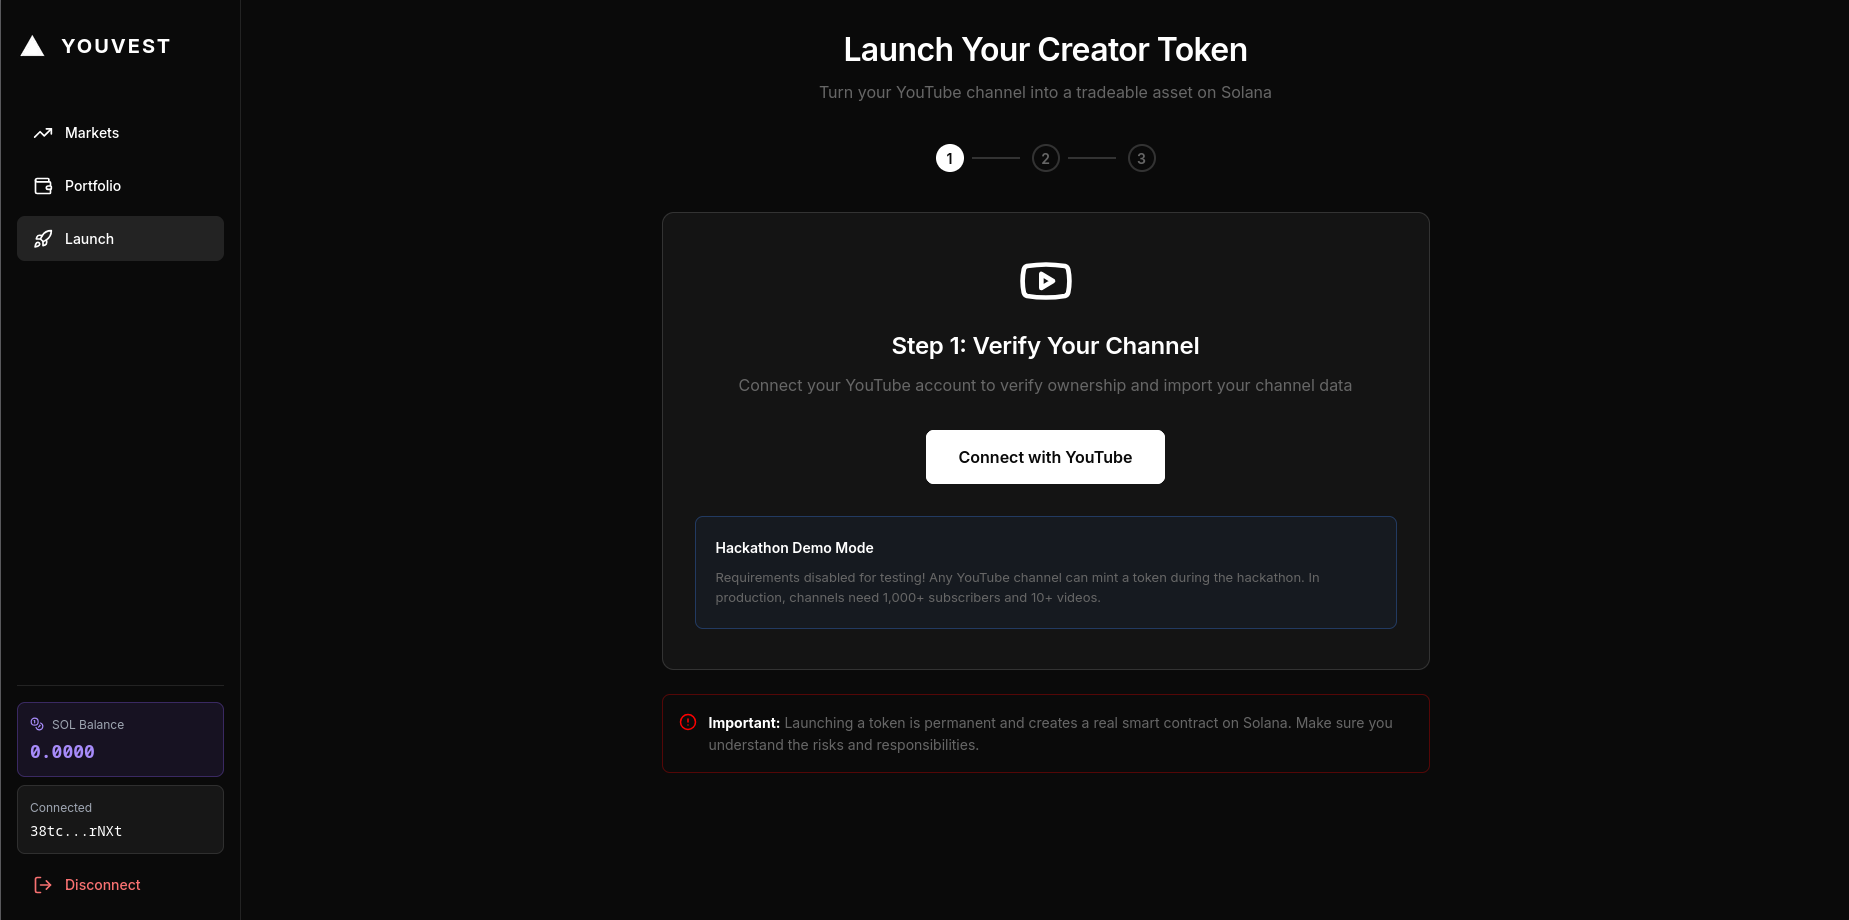 YOUVEST
Markets
Portfolio
Launch
SOL Balance
0.0000
Connected
38tc...rNXt
Disconnect
Launch Your Creator Token
Turn your YouTube channel into a tradeable asset on Solana
1
2
3
Step 1: Verify Your Channel
Connect your YouTube account to verify ownership and import your channel data
Connect with YouTube
Hackathon Demo Mode
Requirements disabled for testing! Any YouTube channel can mint a token during the hackathon. In
production, channels need 1,000+ subscribers and 10+ videos.
Important: Launching a token is permanent and creates a real smart contract on Solana. Make sure you
understand the risks and responsibilities.